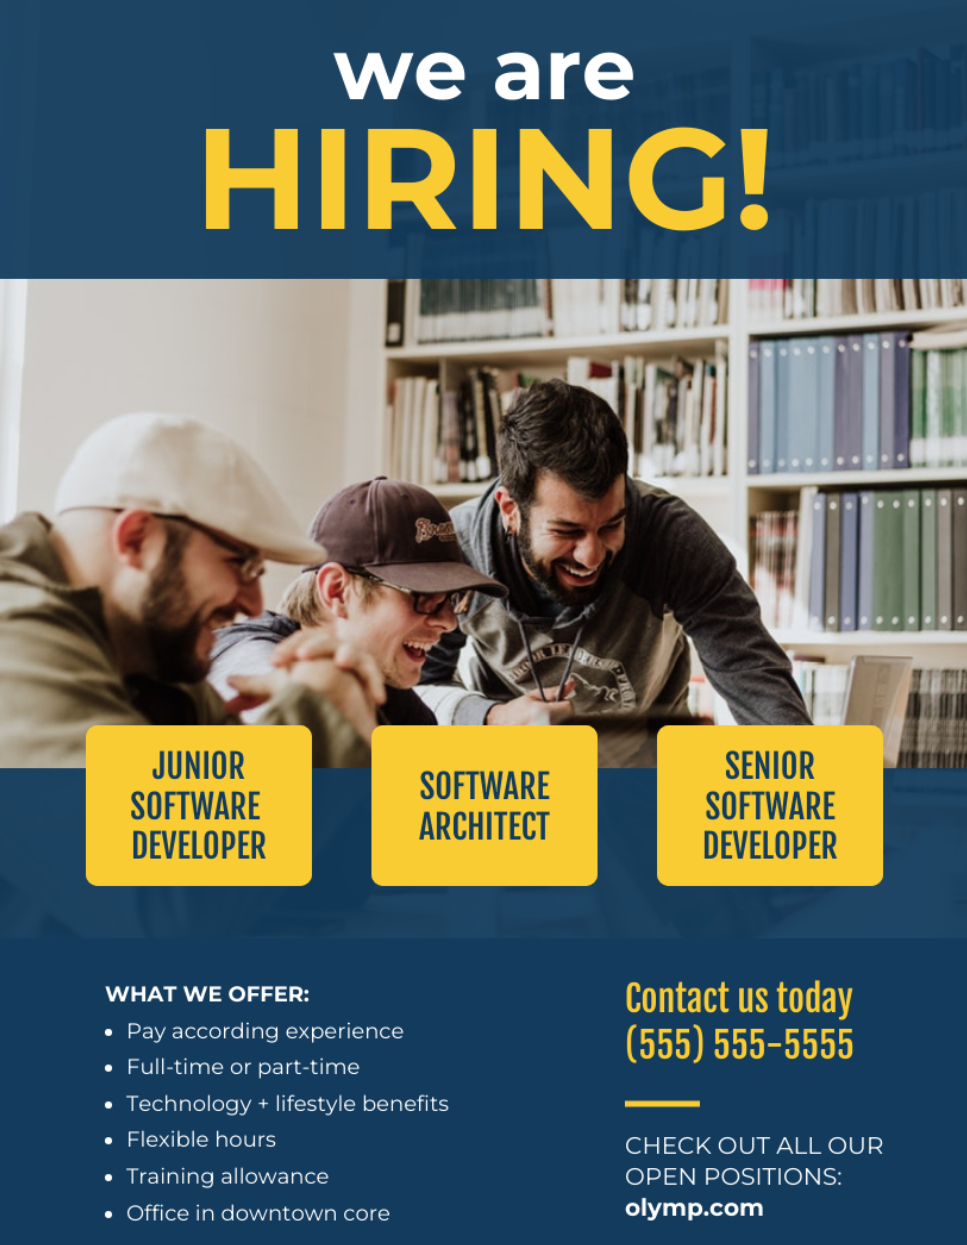 we are
HIRING!
JUNIOR
SOFTWARE
DEVELOPER
SOFTWARE
ARCHITECT
SENIOR
SOFTWARE
DEVELOPER
WHAT WE OFFER:
• Pay according experience
• Full-time or part-time
• Technology + lifestyle benefits
• Flexible hours
• Training allowance
• Office in downtown core
Contact us today
(555) 555-5555
CHECK OUT ALL OUR
OPEN POSITIONS:
olymp.com